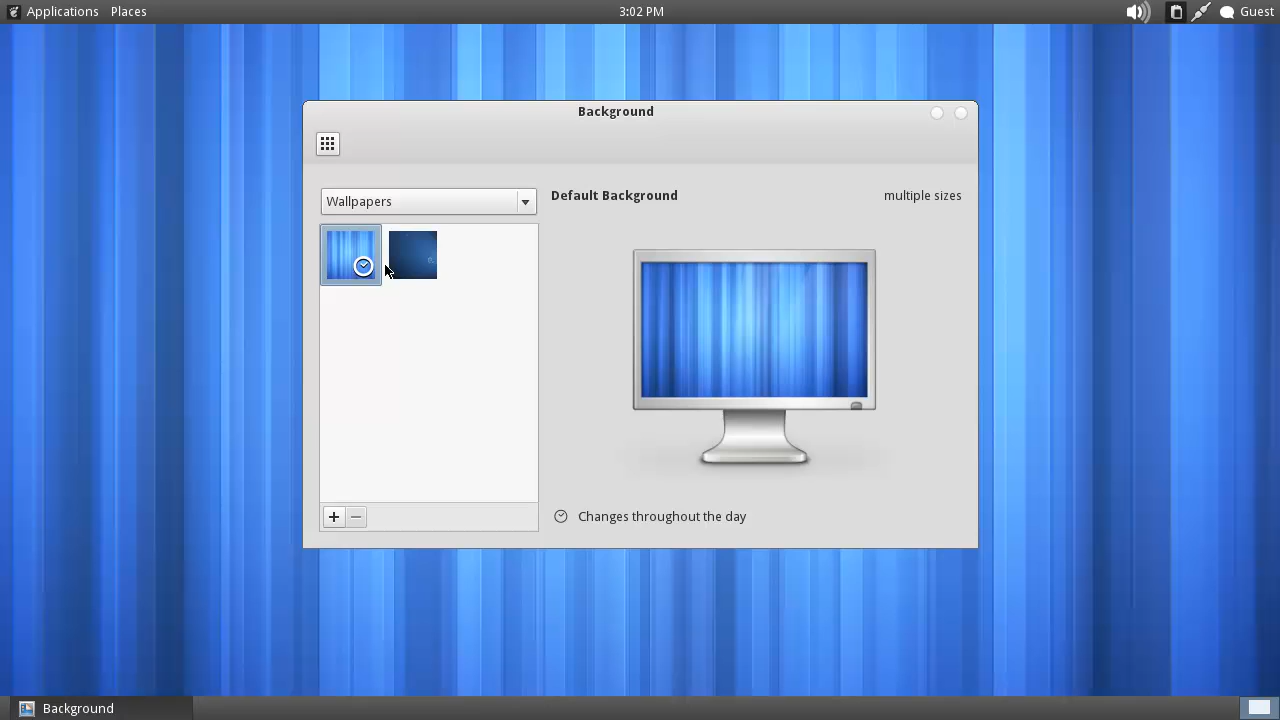 Applications Places 3:02 PM Guest
Background
Wallpapers
Default Background multiple sizes
Changes throughout the day
Background